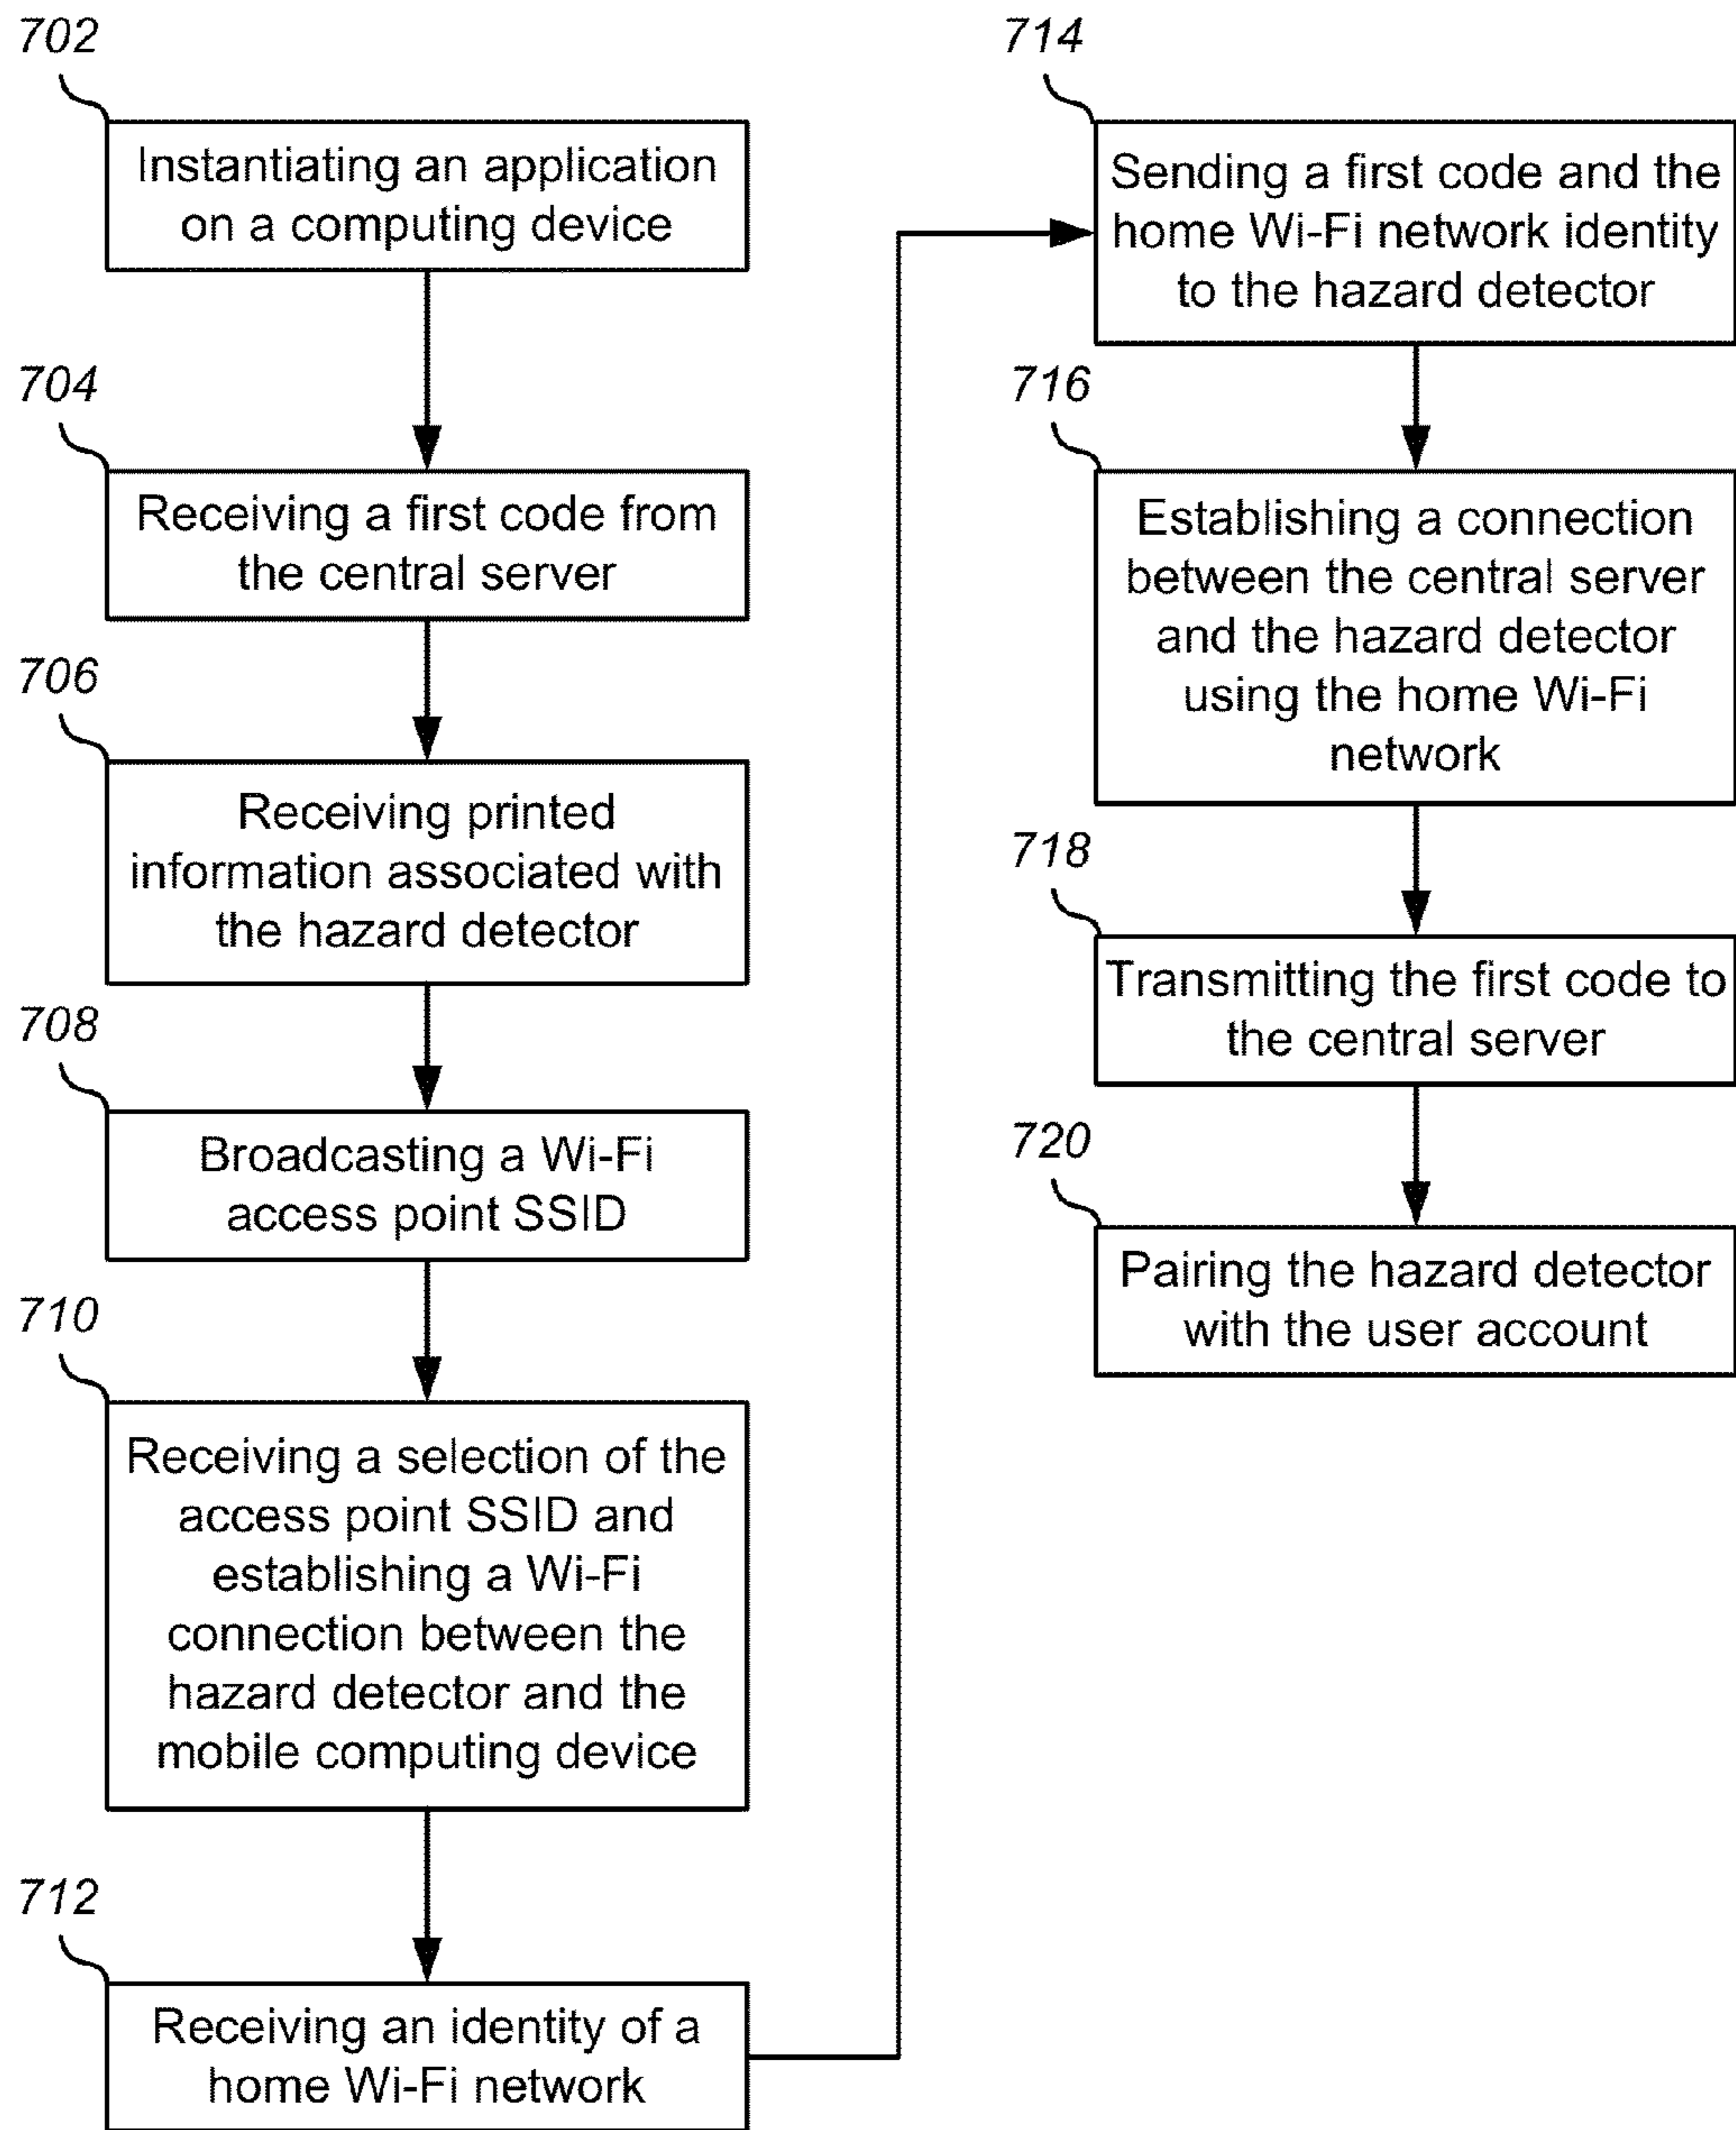 702
Instantiating an application
on a computing device
704
Receiving a first code from
the central server
706
Receiving printed
information associated with
the hazard detector
708
Broadcasting a Wi-Fi
access point SSID
710
Receiving a selection of the
access point SSID and
establishing a Wi-Fi
connection between the
hazard detector and the
mobile computing device
712
Receiving an identity of a
home Wi-Fi network
714
Sending a first code and the
home Wi-Fi network identity
to the hazard detector
716
Establishing a connection
between the central server
and the hazard detector
using the home Wi-Fi
network
718
Transmitting the first code to
the central server
720
Pairing the hazard detector
with the user account